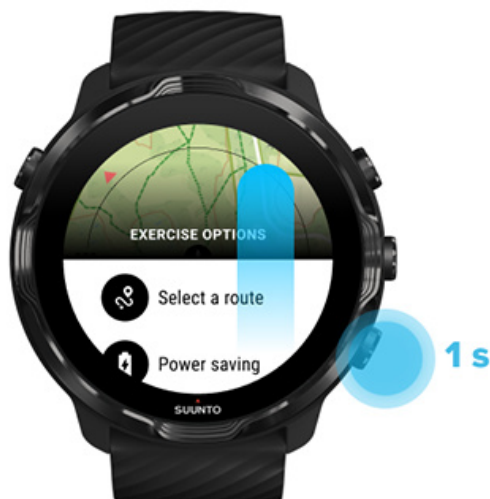 EXERCISE OPTIONS
Select a route
1 s
Power saving
SUUNTO